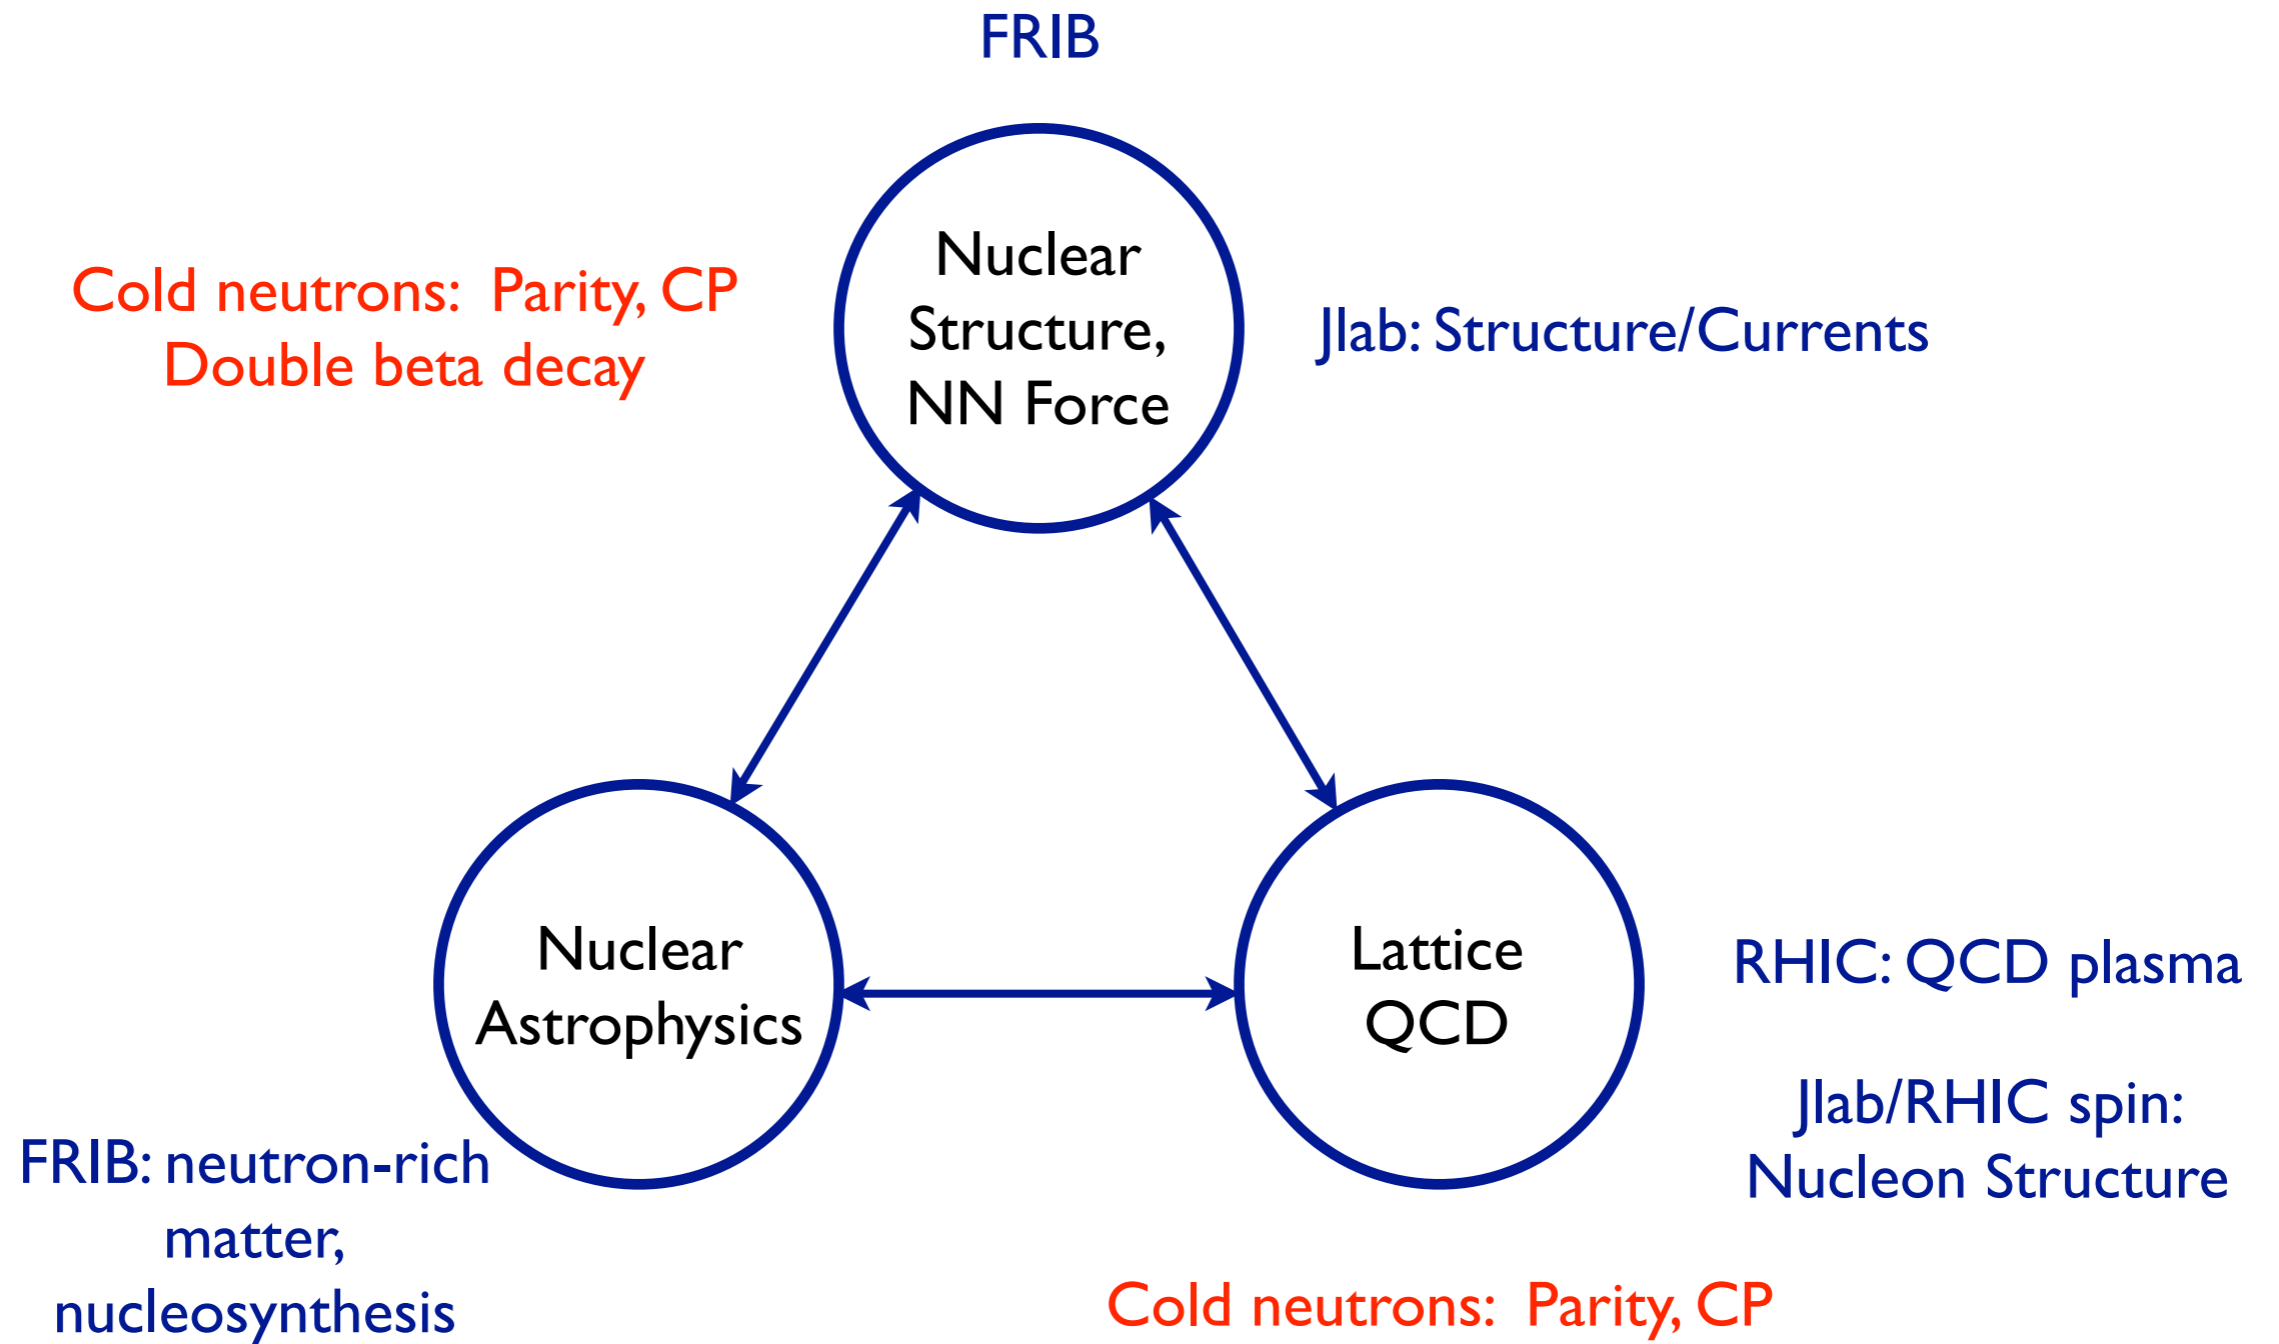 FRIB
Nuclear
Structure,
NN Force
Cold neutrons: Parity, CP
Double beta decay
Jlab: Structure/Currents
Nuclear
Astrophysics
Lattice
QCD
RHIC: QCD plasma
Jlab/RHIC spin:
Nucleon Structure
FRIB: neutron-rich
matter,
nucleosynthesis
Cold neutrons: Parity, CP